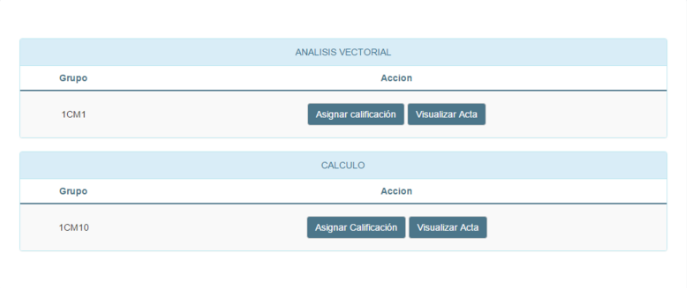 ANALISIS VECTORIAL
Grupo Accion
1CM1 Asignar calificación Visualizar Acta
CALCULO
Grupo Accion
1CM10 Asignar Calificación Visualizar Acta